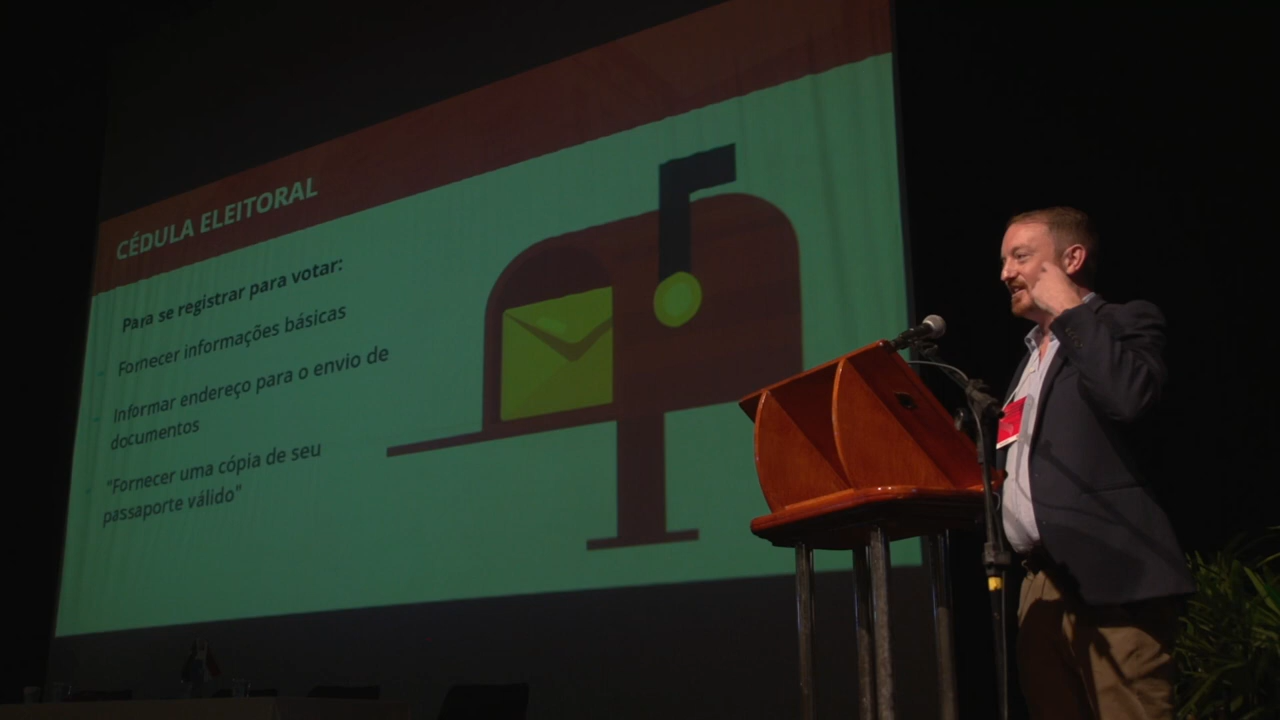 CÉDULA ELEITORAL
Para se registrar para votar:
Fornecer informações básicas
Informar endereço para o envio de
documentos
"Fornecer uma cópia de seu
passaporte válido"